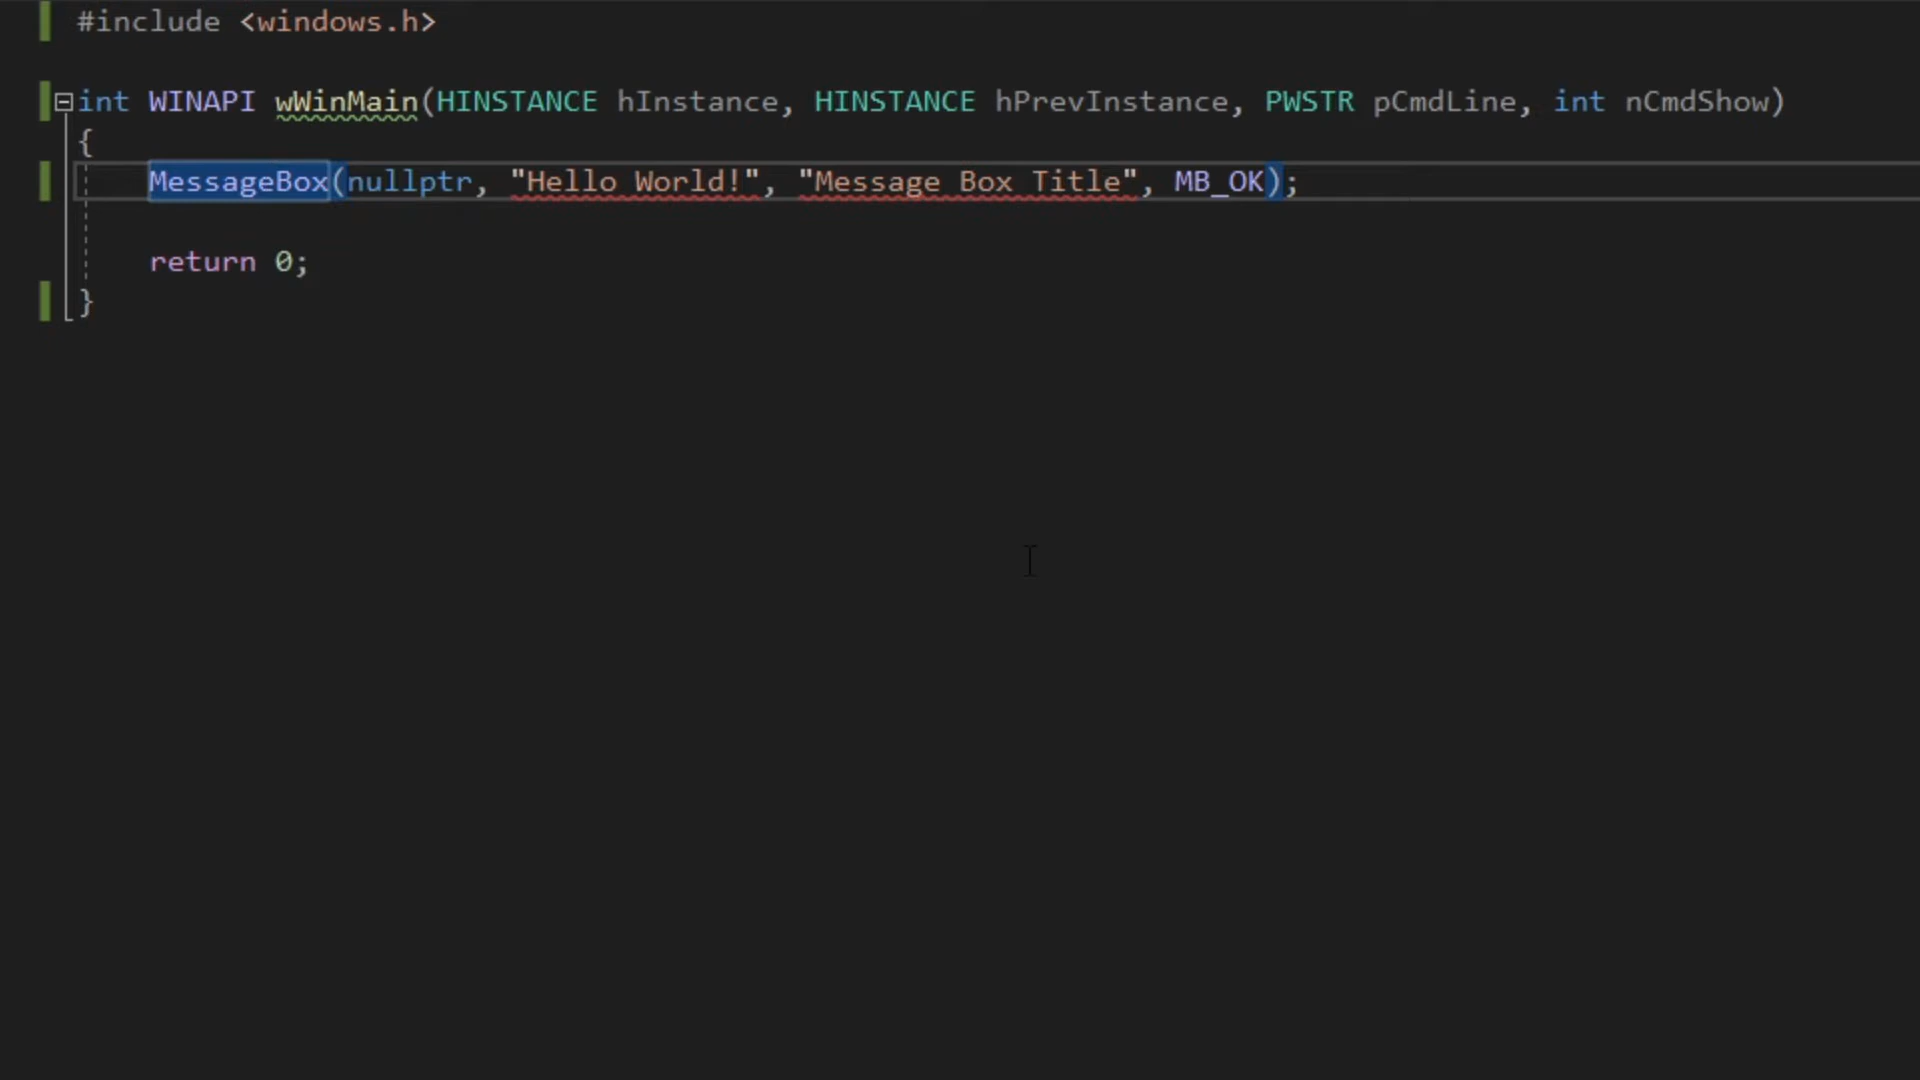 #include <windows.h>
int WINAPI wWinMain(HINSTANCE hInstance, HINSTANCE hPrevInstance, PWSTR pCmdLine, int nCmdShow)
{
MessageBox(nullptr, "Hello World!", "Message Box Title", MB_OK);
return 0;
}